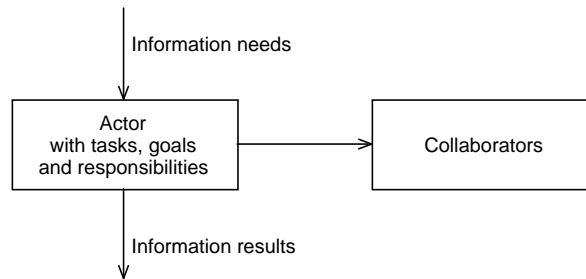 Information needs
Actor
with tasks, goals
and responsibilities
Collaborators
Information results